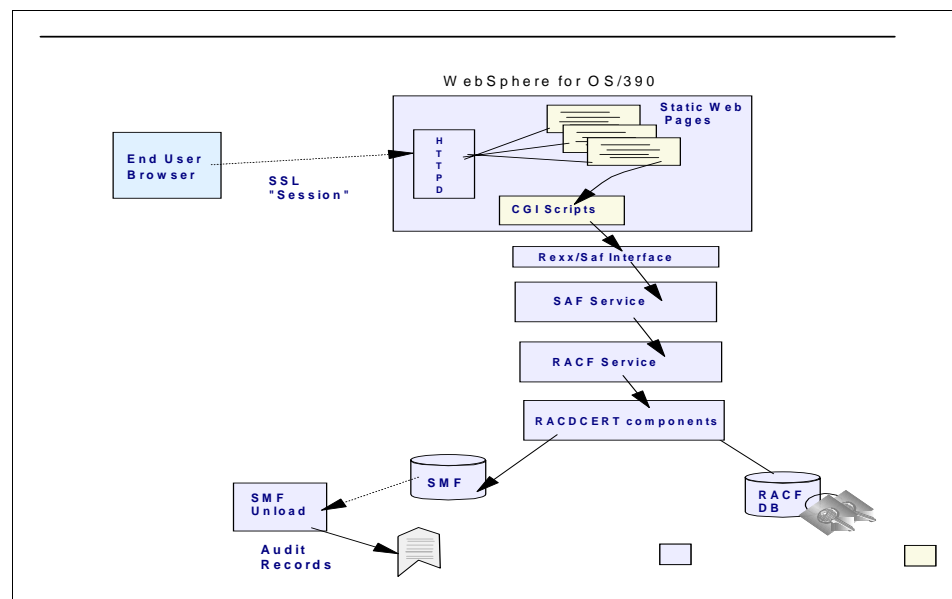 WebSphere for OS/390
Static Web
Pages
H
T
T
P
D
End User
Browser
SSL
"Session"
CGI Scripts
Rexx/Saf Interface
SAF Service
RACF Service
RACDCERT components
SMF
RACF
DB
SMF
Unload
Audit
Records